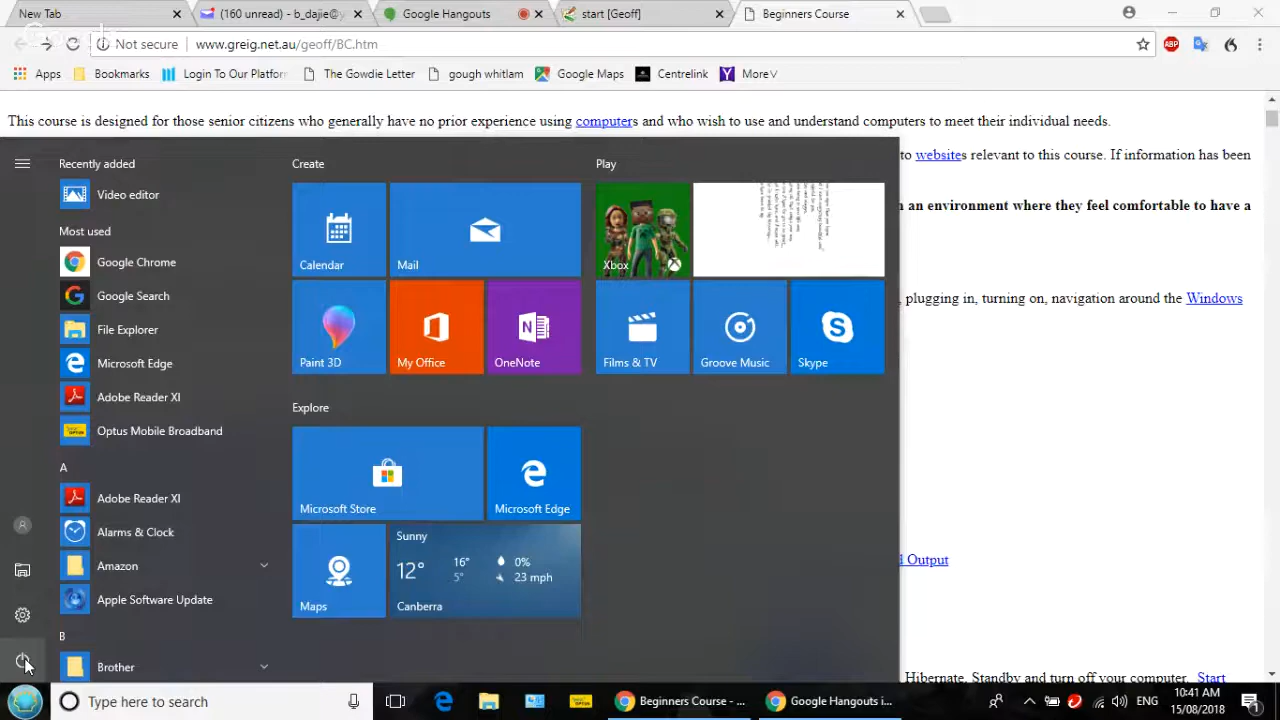 New Tab
(160 unread) - b_dajie@y
Google Hangouts
start [Geoff]
Beginners Course
Not secure
www.greig.net.au/geoff/BC.htm
ABP
Apps
Bookmarks
Login To Our Platforn
The Gowdie Letter
gough whitlam
Google Maps
Centrelink
More
This course is designed for those senior citizens who generally have no prior experience using computers and who wish to use and understand computers to meet their individual needs.
to websites relevant to this course. If information has been
n an environment where they feel comfortable to have a
, plugging in, turning on, navigation around the Windows
i Output
Hibernate, Standby and turn off your computer. Start
Recently added
Video editor
Most used
Google Chrome
Google Search
File Explorer
Microsoft Edge
Adobe Reader XI
Optus Mobile Broadband
A
Adobe Reader XI
Alarms & Clock
Amazon
Apple Software Update
B
Brother
Create
Calendar
Mail
Paint 3D
My Office
OneNote
Explore
Microsoft Store
Microsoft Edge
Maps
Sunny
12° 16° 5° 0% 23 mph
Canberra
Play
Xbox
Films & TV
Groove Music
Skype
Type here to search
Beginners Course - ...
Google Hangouts i...
ENG
10:41 AM
15/08/2018
1